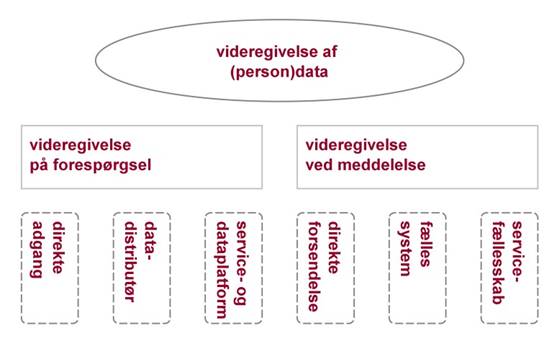 videregivelse af
(person)data
videregivelse
på forespørgsel
videregivelse
ved meddelelse
direkte
adgang
data-
distributør
service- og
dataplatform
direkte
forsendelse
fælles
system
service-
fællesskab